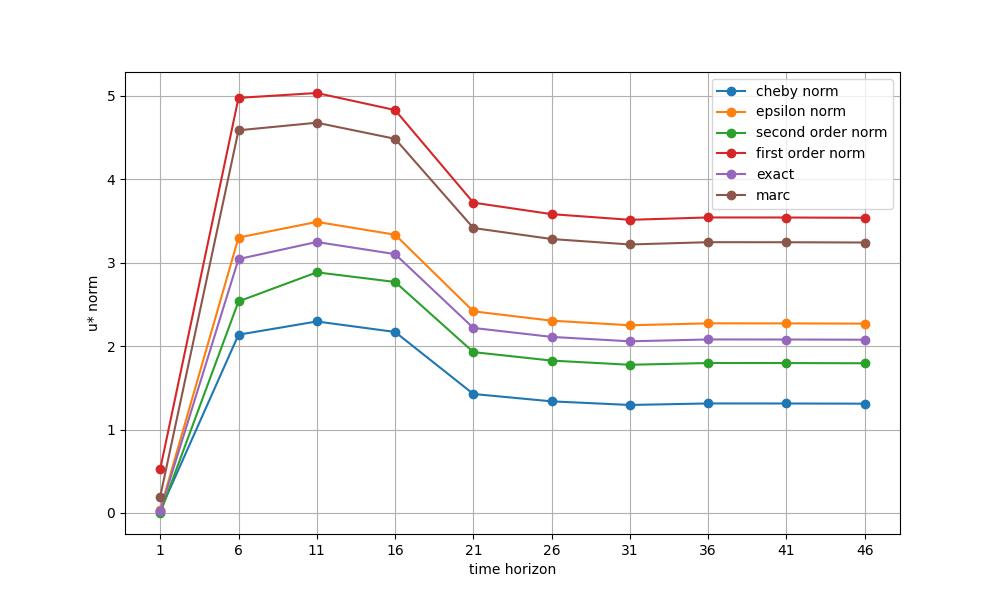 5
4
3
2
1
0
u* norm
cheby norm
epsilon norm
second order norm
first order norm
exact
marc
1 6 11 16 21 26 31 36 41 46
time horizon